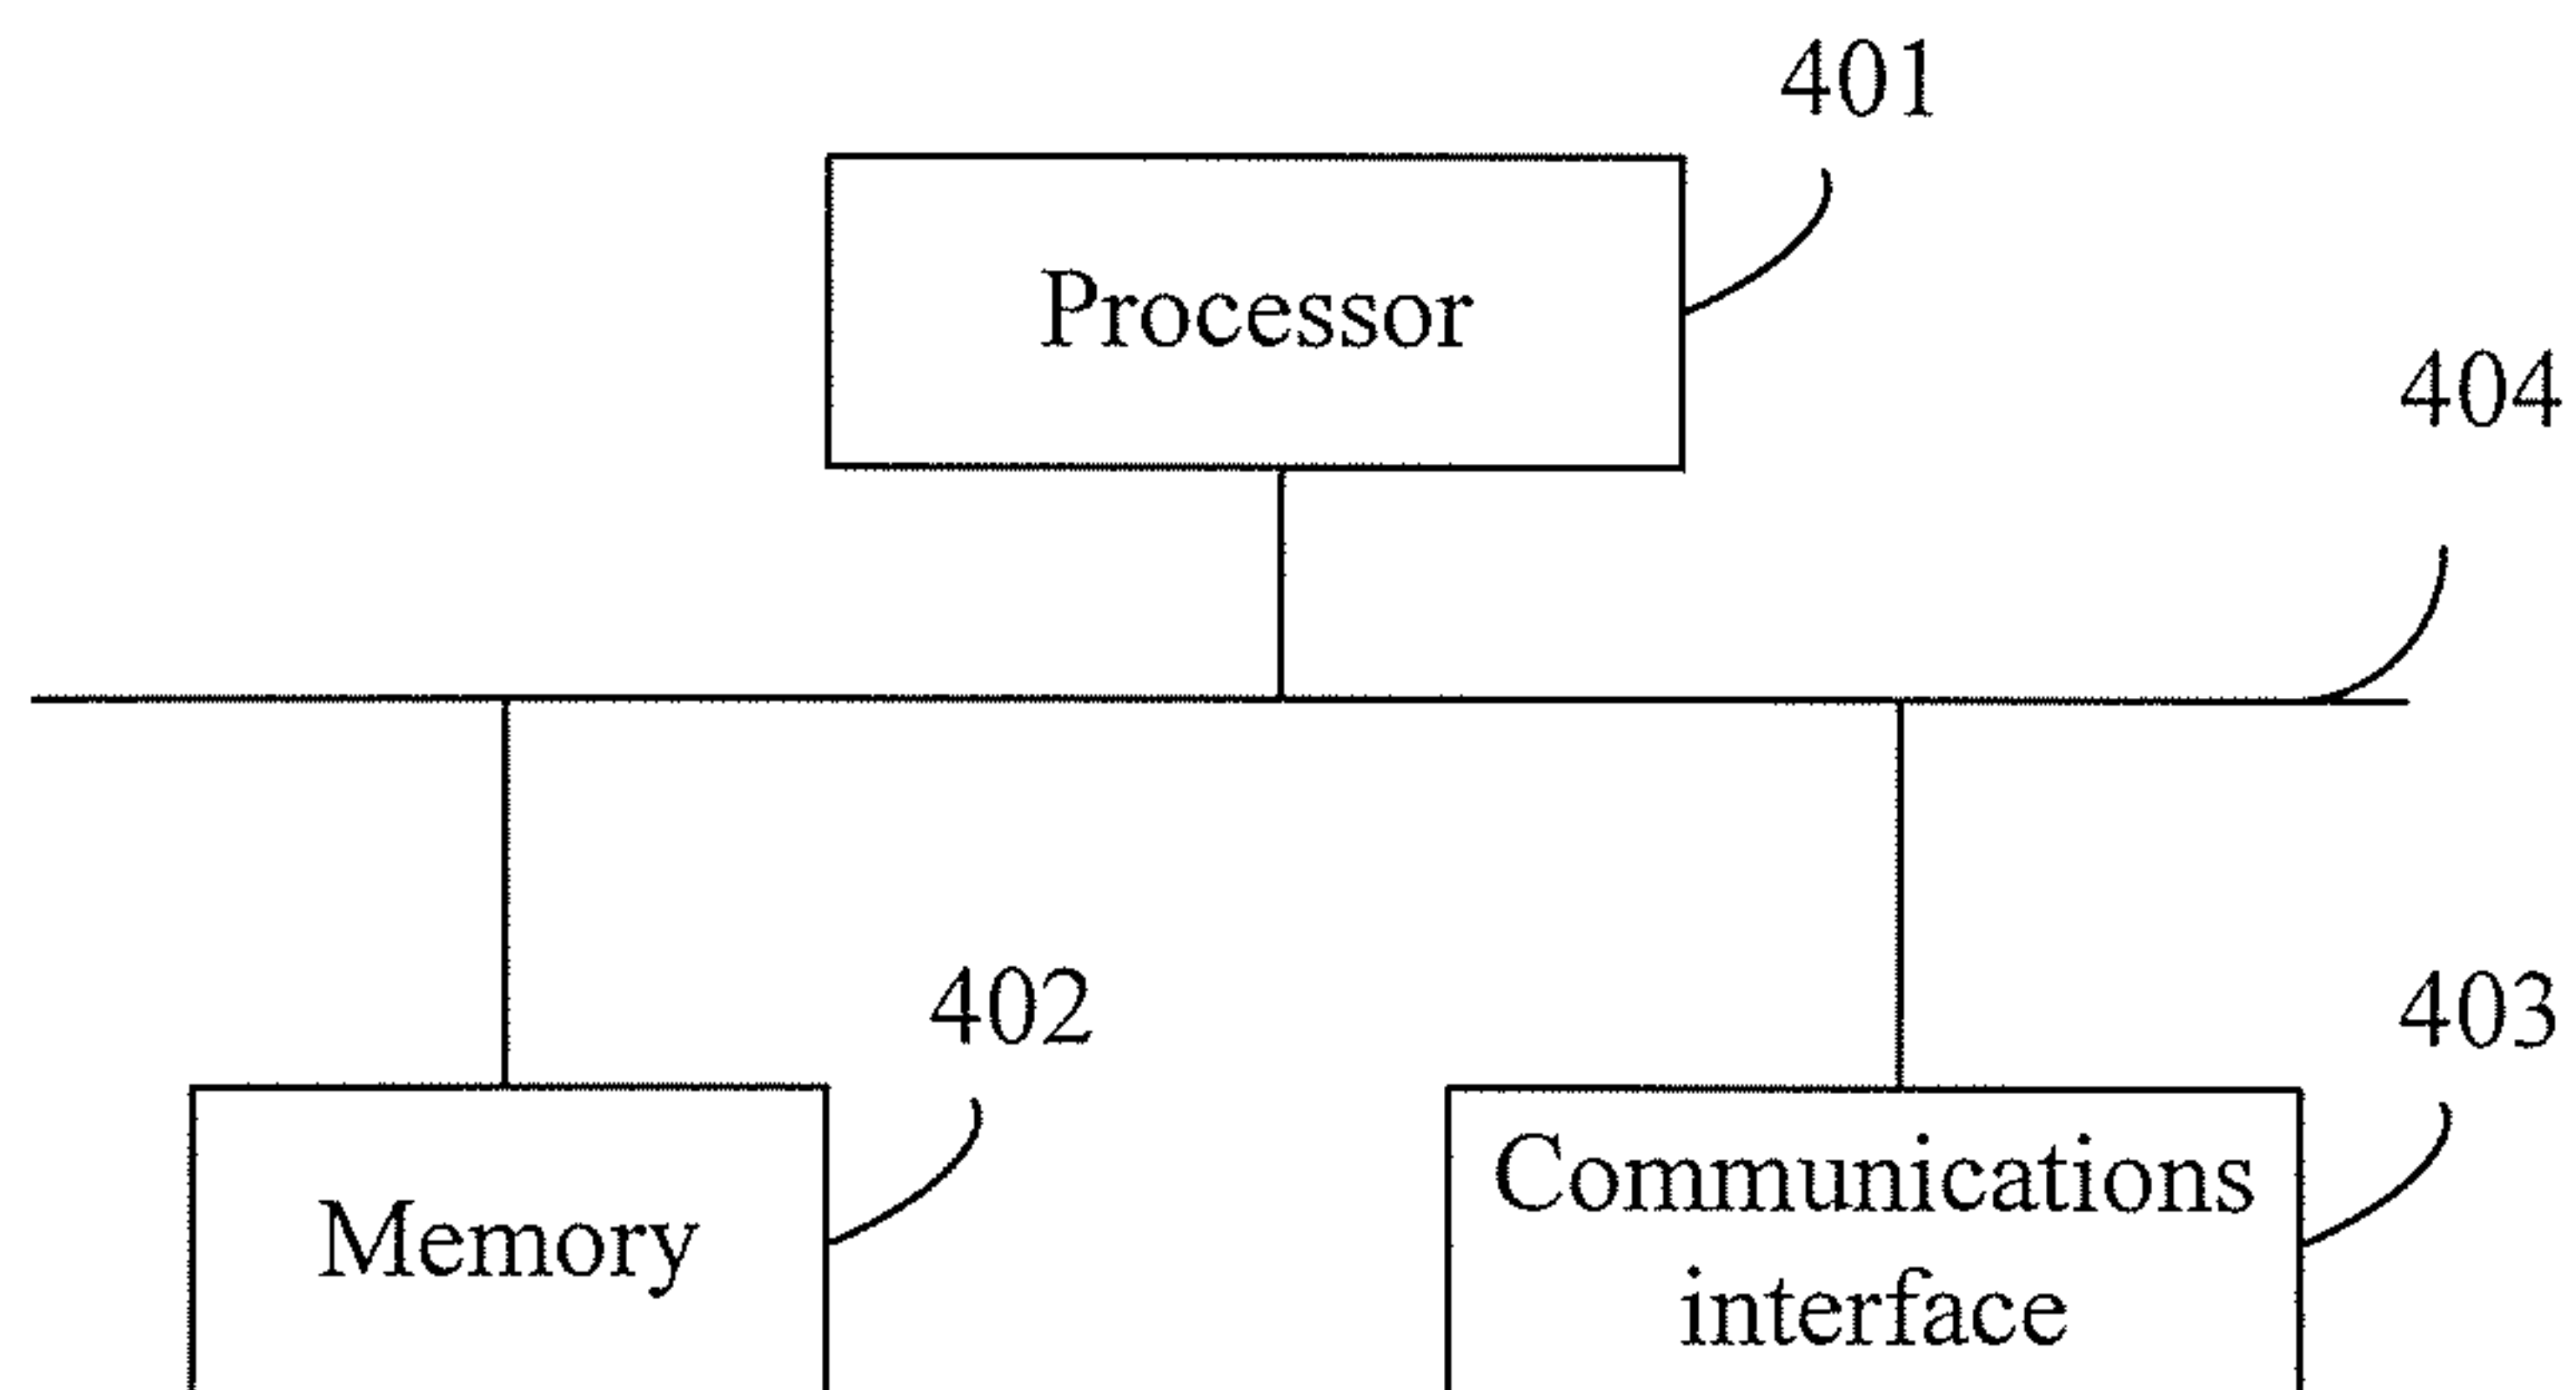 401
Processor
404
402
403
Memory
Communications
interface